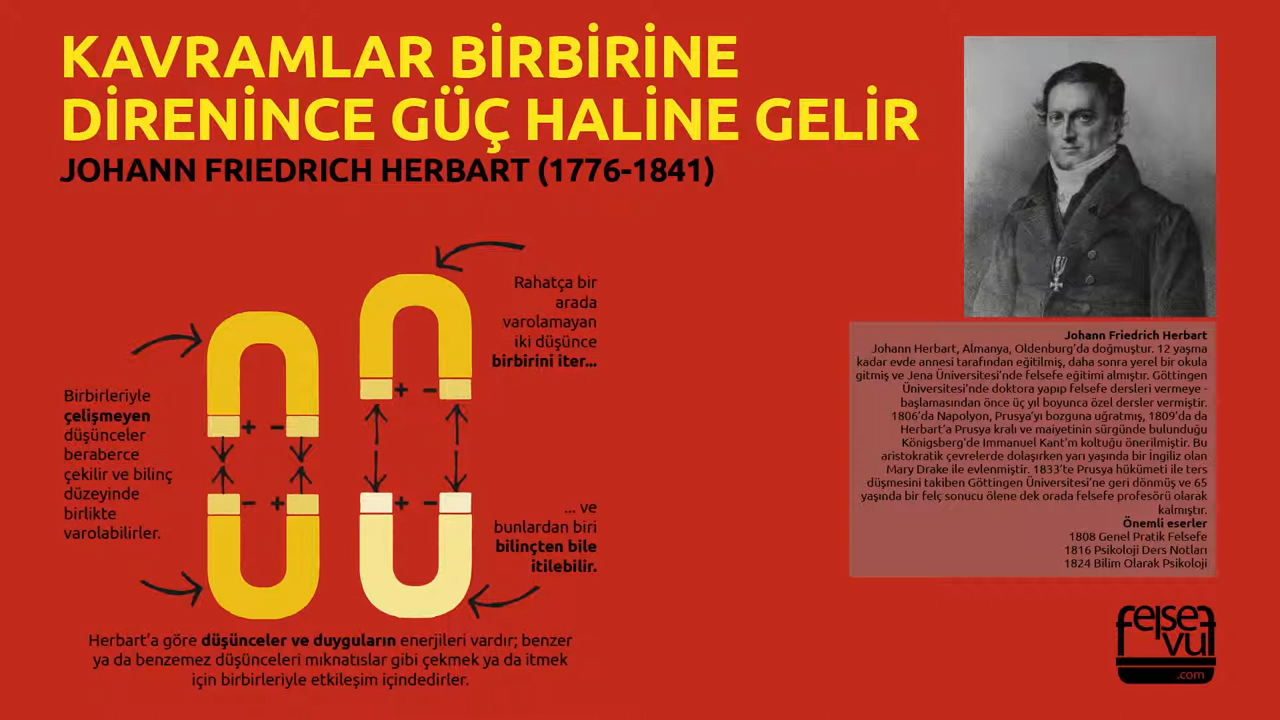 KAVRAMLAR BİRBİRİNE
DİRENİNCE GÜÇ HALİNE GELİR
JOHANN FRIEDRICH HERBART (1776-1841)
Rahatça bir
arada
varolamayan
iki düşünce
birbirini iter...
Birbirleriyle
çelişmeyen
düşünceler
beraberce
çekilir ve bilinç
düzeyinde
birlikte
varolabilirler.
+ −
+ −
− +
+ −
... ve
bunlardan biri
bilinçten bile
itilebilir.
Herbart'a göre düşünceler ve duyguların enerjileri vardır; benzer
ya da benzemez düşünceleri mıknatıslar gibi çekmek ya da itmek
için birbirleriyle etkileşim içindedirler.
Johann Friedrich Herbart
Johann Herbart, Almanya, Oldenburg'da doğmuştur. 12 yaşma
kadar evde annesi tarafından eğitilmiş, daha sonra yerel bir okula
gitmiş ve Jena Üniversitesi'nde felsefe eğitimi almıştır. Göttingen
Üniversitesi'nde doktora yapıp felsefe dersleri vermeye -
başlamasından önce üç yıl boyunca özel dersler vermiştir.
1806'da Napolyon, Prusya'yı bozguna uğratmış, 1809'da da
Herbart'a Prusya kralı ve maiyetinin sürgünde bulunduğu
Königsberg'de Immanuel Kant'm koltuğu önerilmiştir. Bu
aristokratik çevrelerde dolaşırken yarı yaşında bir İngiliz olan
Mary Drake ile evlenmiştir. 1833'te Prusya hükümeti ile ters
düşmesini takiben Göttingen Üniversitesi'ne geri dönmüş ve 65
yaşında bir felç sonucu ölene dek orada felsefe profesörü olarak
kalmıştır.
Önemli eserler
1808 Genel Pratik Felsefe
1816 Psikoloji Ders Notları
1824 Bilim Olarak Psikoloji
felsefe
vul
.com